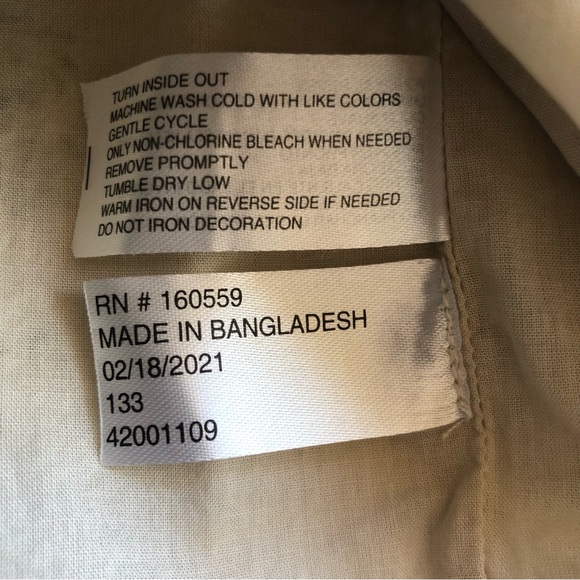 TURN INSIDE OUT
MACHINE WASH COLD WITH LIKE COLORS
GENTLE CYCLE
ONLY NON-CHLORINE BLEACH WHEN NEEDED
REMOVE PROMPTLY
TUMBLE DRY LOW
WARM IRON ON REVERSE SIDE IF NEEDED
DO NOT IRON DECORATION
RN # 160559
MADE IN BANGLADESH
02/18/2021
133
42001109